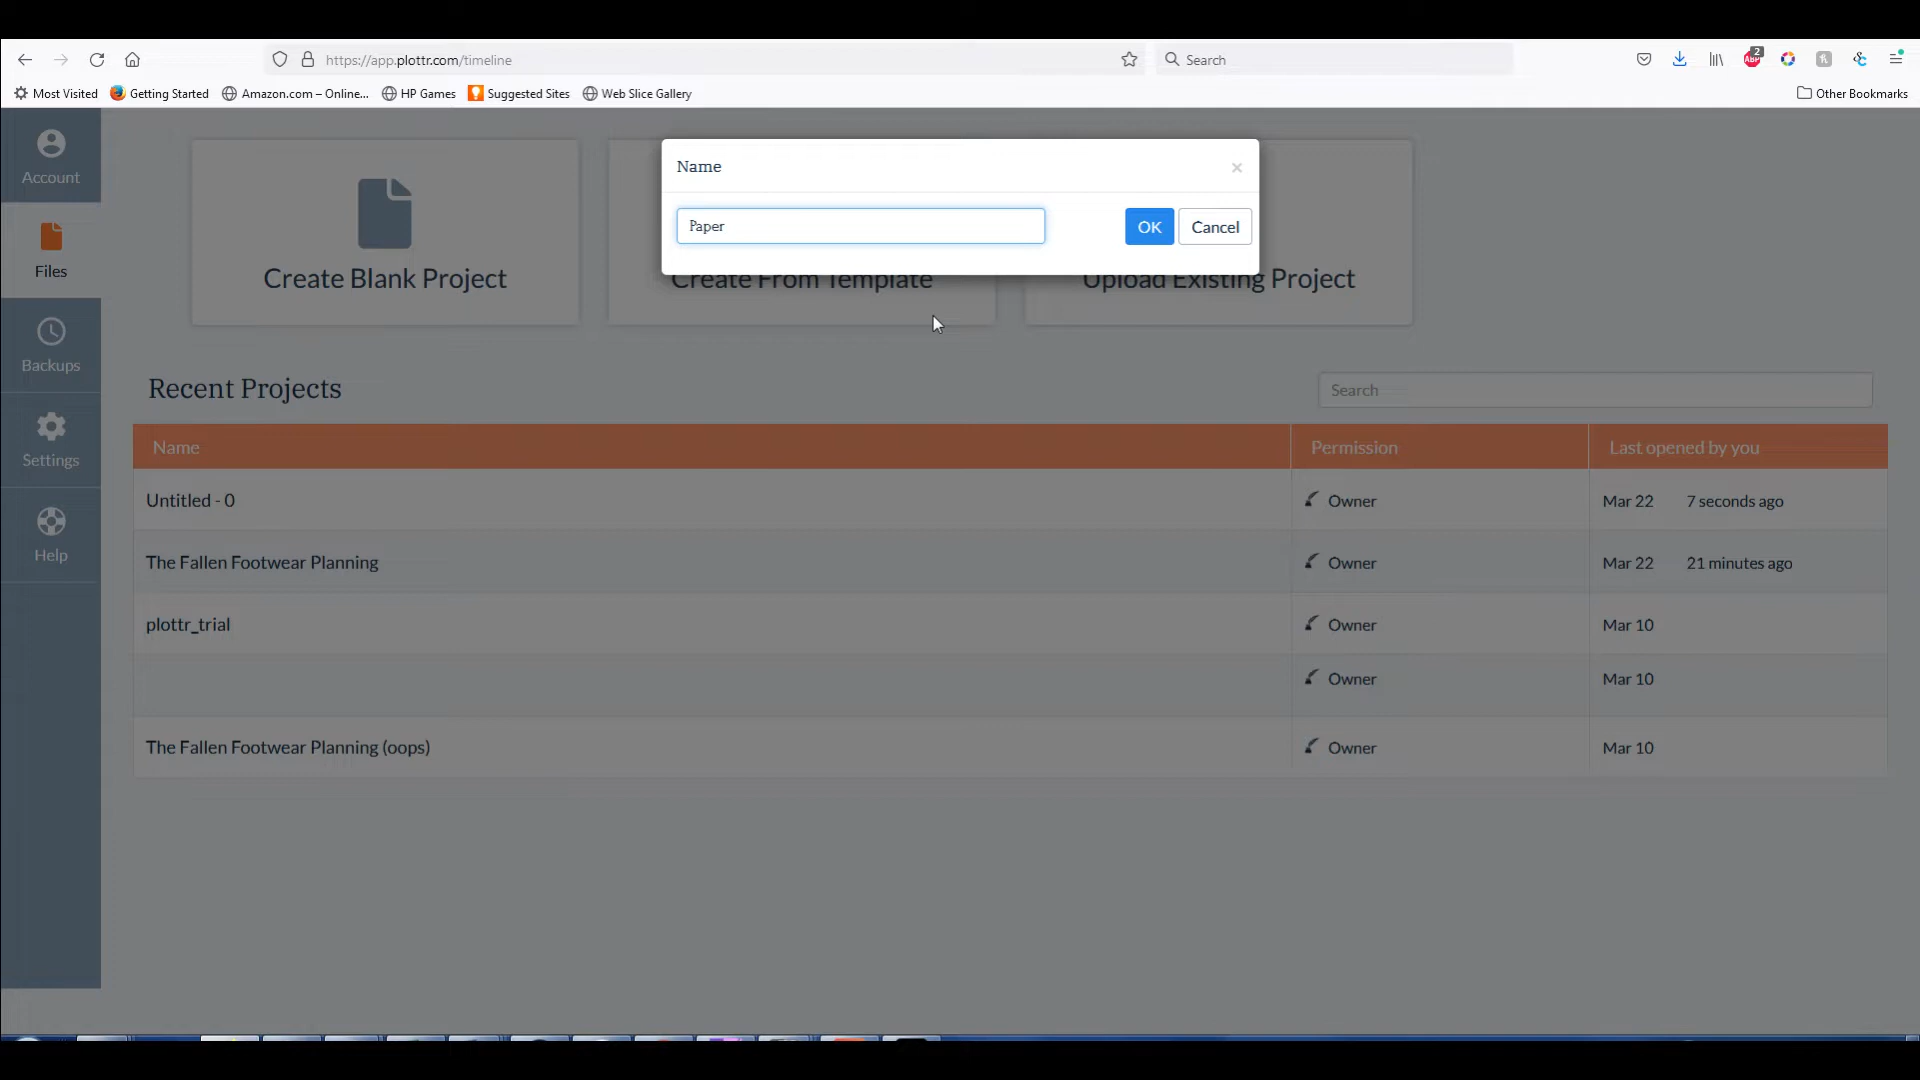 https://app.plottr.com/timeline
Search
2
ABP
Most Visited
Getting Started
Amazon.com – Online...
HP Games
Suggested Sites
Web Slice Gallery
Other Bookmarks
Account
Files
Backups
Settings
Help
Name
×
Paper
OK
Cancel
Create Blank Project
Create From Template
Upload Existing Project
Recent Projects
Search
Name
Permission
Last opened by you
Untitled - 0
Owner
Mar 22
7 seconds ago
The Fallen Footwear Planning
Owner
Mar 22
21 minutes ago
plottr_trial
Owner
Mar 10
Owner
Mar 10
The Fallen Footwear Planning (oops)
Owner
Mar 10